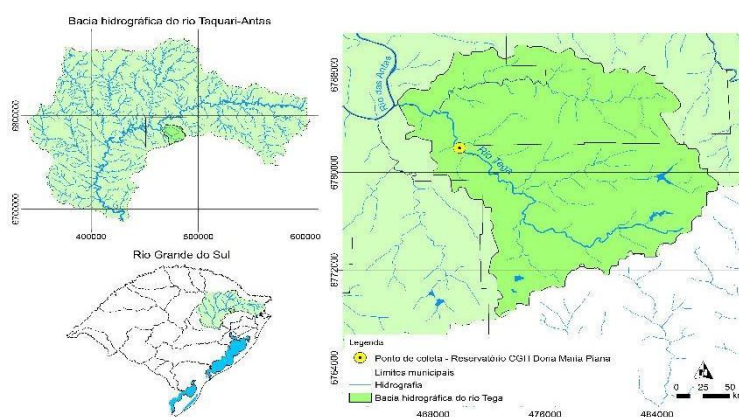 Bacia hidrográfica do rio Taquari-Antas
6800000
6700000
400000
500000
600000
Rio Grande do Sul
6788000
6780000
6772000
6764000
Rio das Antas
Rio Tega
Legenda
Ponto de coleta - Reservatório CGH Dona Maria Piana
Limites municipais
Hidrografia
Bacia hidrográfica do rio Tega
468000
476000
484000
0
25
50